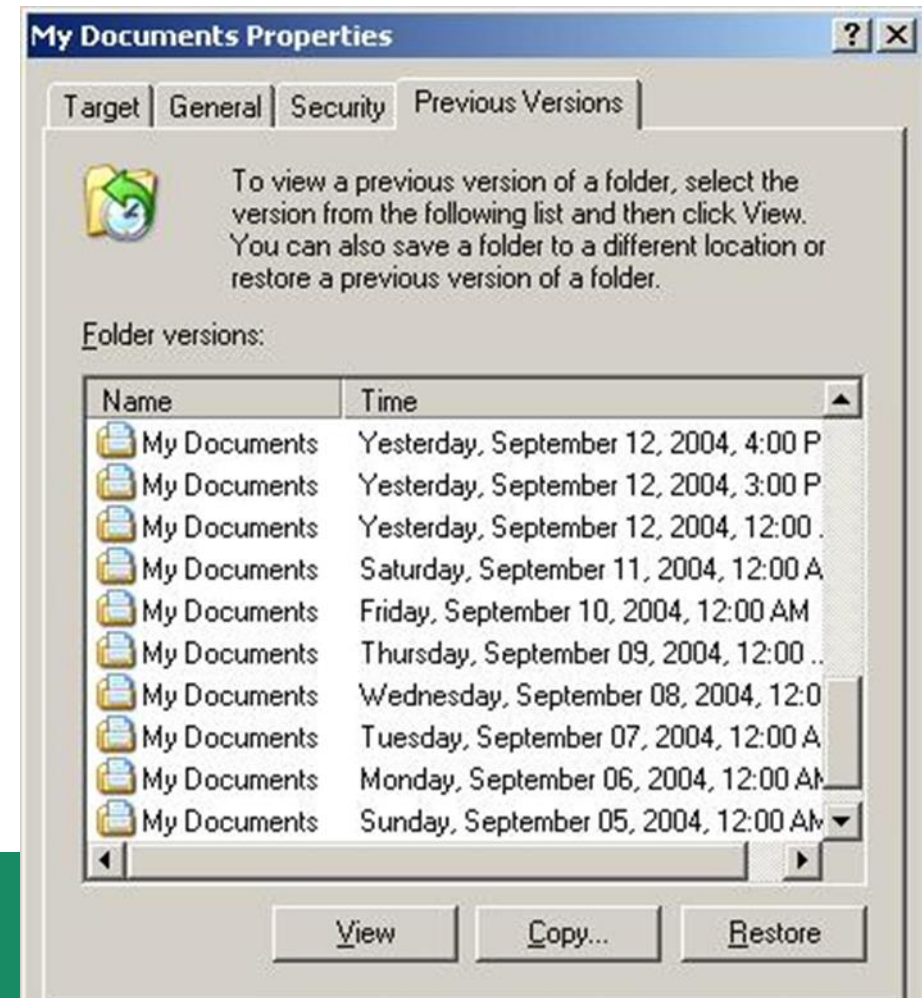 My Documents Properties
Target General Security Previous Versions
To view a previous version of a folder, select the
version from the following list and then click View.
You can also save a folder to a different location or
restore a previous version of a folder.
Folder versions:
Name Time
My Documents Yesterday, September 12, 2004, 4:00 P
My Documents Yesterday, September 12, 2004, 3:00 P
My Documents Yesterday, September 12, 2004, 12:00 .
My Documents Saturday, September 11, 2004, 12:00 A
My Documents Friday, September 10, 2004, 12:00 AM
My Documents Thursday, September 09, 2004, 12:00 ..
My Documents Wednesday, September 08, 2004, 12:0
My Documents Tuesday, September 07, 2004, 12:00 A
My Documents Monday, September 06, 2004, 12:00 AM
My Documents Sunday, September 05, 2004, 12:00 AM
View Copy... Restore